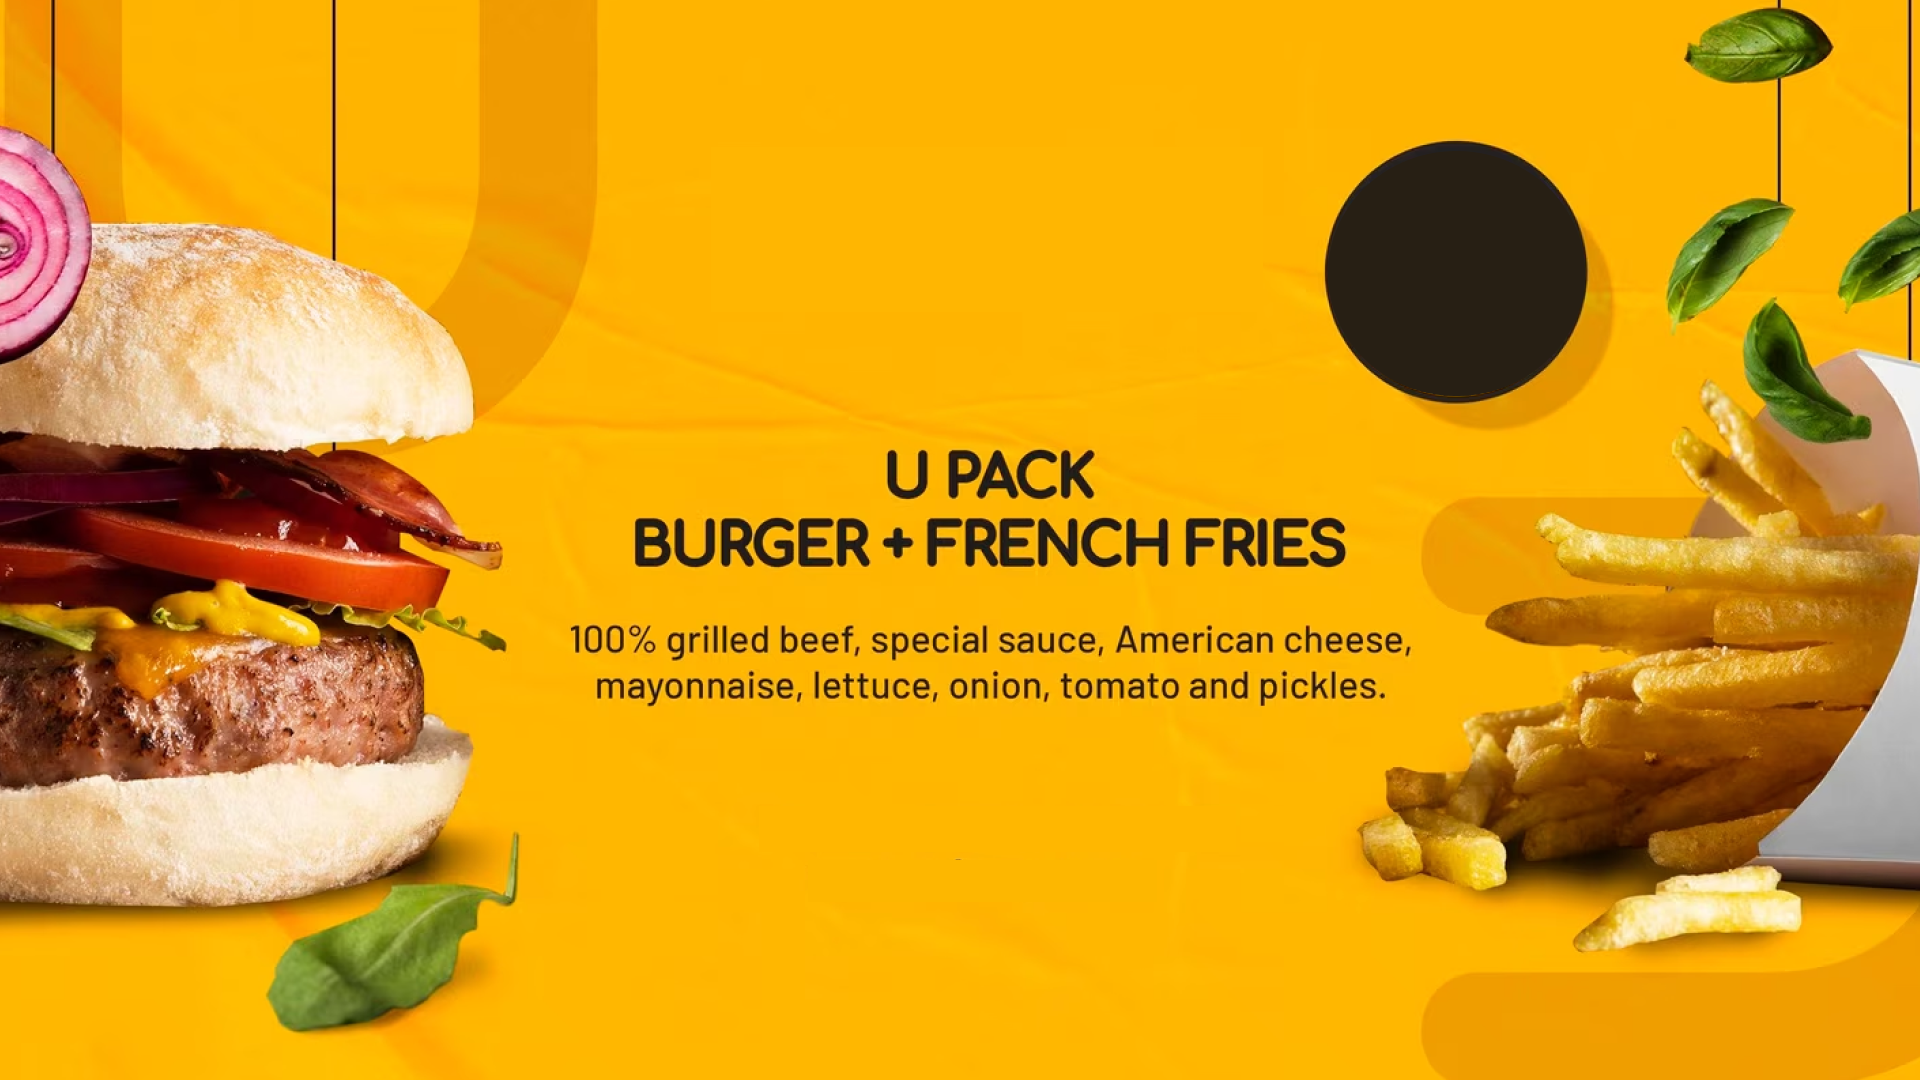 U PACK
BURGER + FRENCH FRIES
100% grilled beef, special sauce, American cheese,
mayonnaise, lettuce, onion, tomato and pickles.